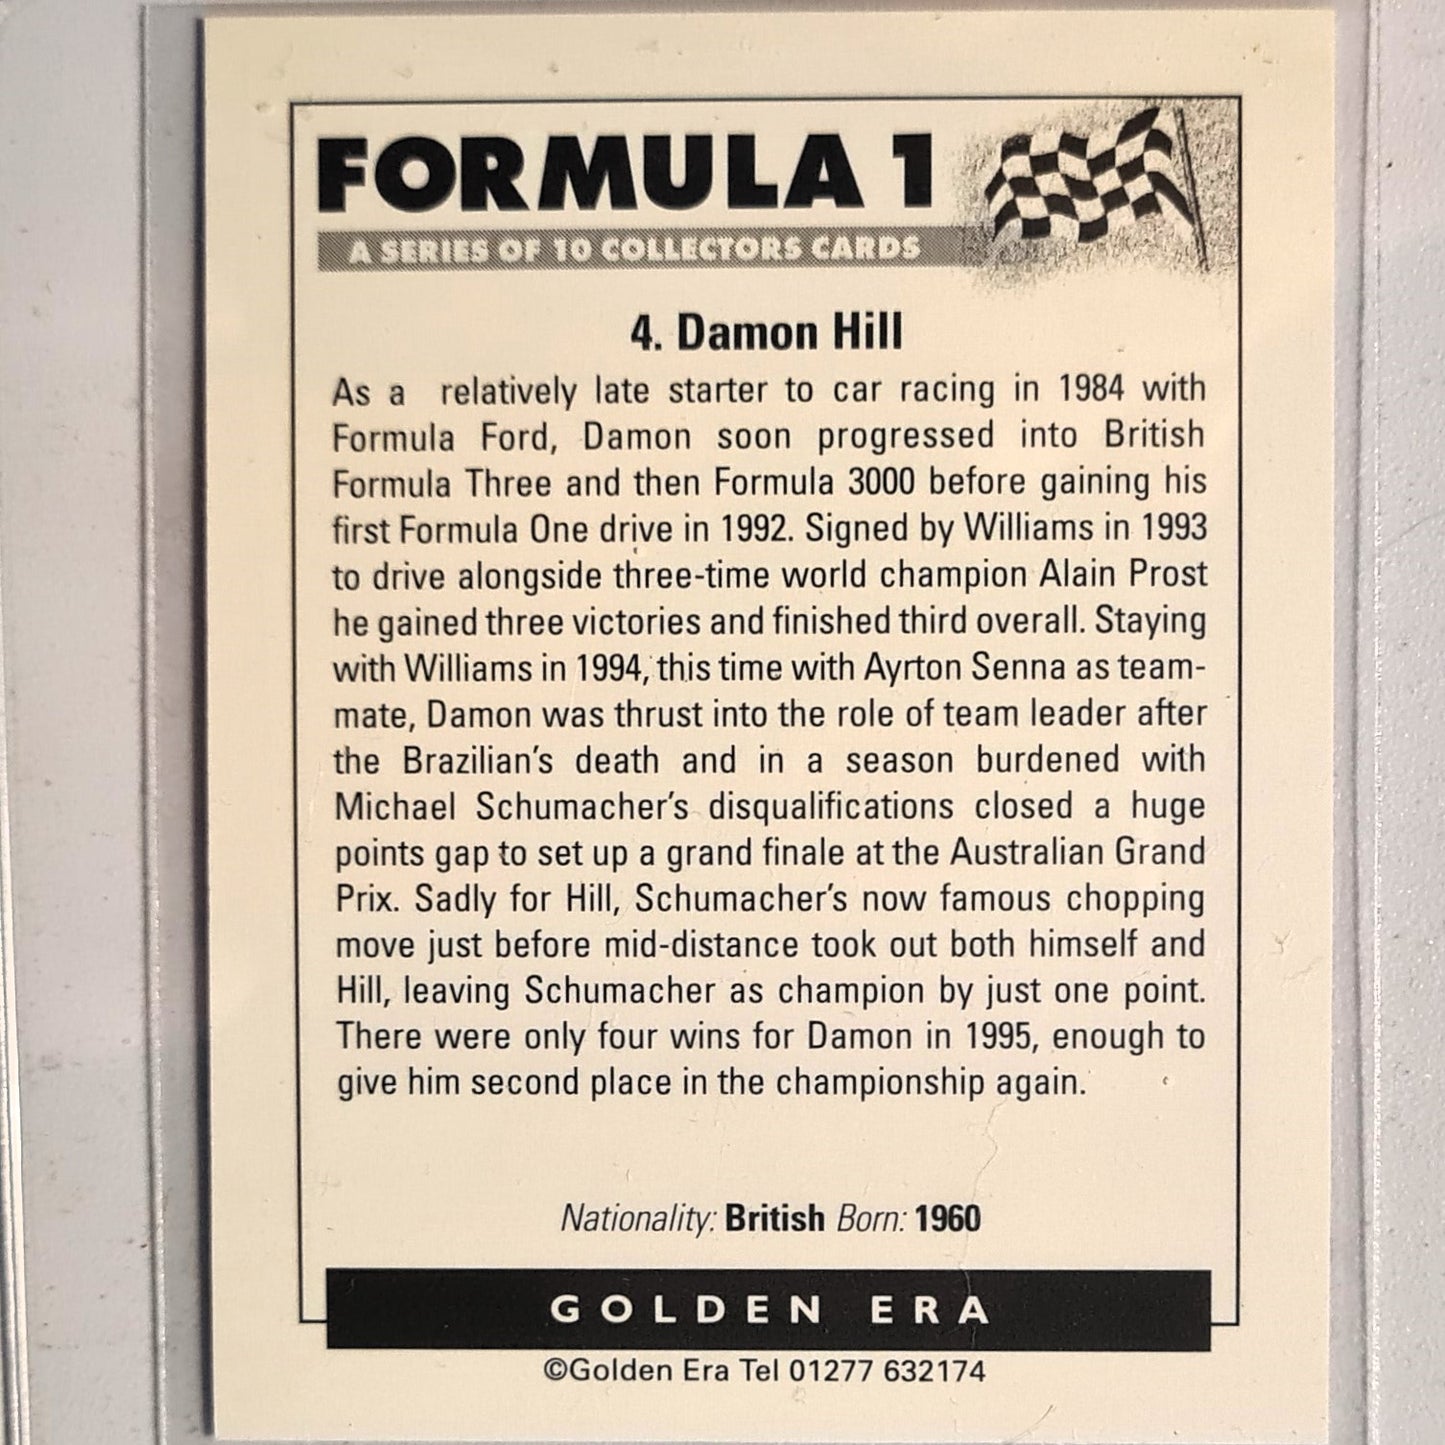 FORMULA 1
A SERIES OF 10 COLLECTORS CARDS
4. Damon Hill
As a relatively late starter to car racing in 1984 with
Formula Ford, Damon soon progressed into British
Formula Three and then Formula 3000 before gaining his
first Formula One drive in 1992. Signed by Williams in 1993
to drive alongside three-time world champion Alain Prost
he gained three victories and finished third overall. Staying
with Williams in 1994, this time with Ayrton Senna as team-
mate, Damon was thrust into the role of team leader after
the Brazilian's death and in a season burdened with
Michael Schumacher's disqualifications closed a huge
points gap to set up a grand finale at the Australian Grand
Prix. Sadly for Hill, Schumacher's now famous chopping
move just before mid-distance took out both himself and
Hill, leaving Schumacher as champion by just one point.
There were only four wins for Damon in 1995, enough to
give him second place in the championship again.
Nationality: British Born: 1960
GOLDEN ERA
©Golden Era Tel 01277 632174